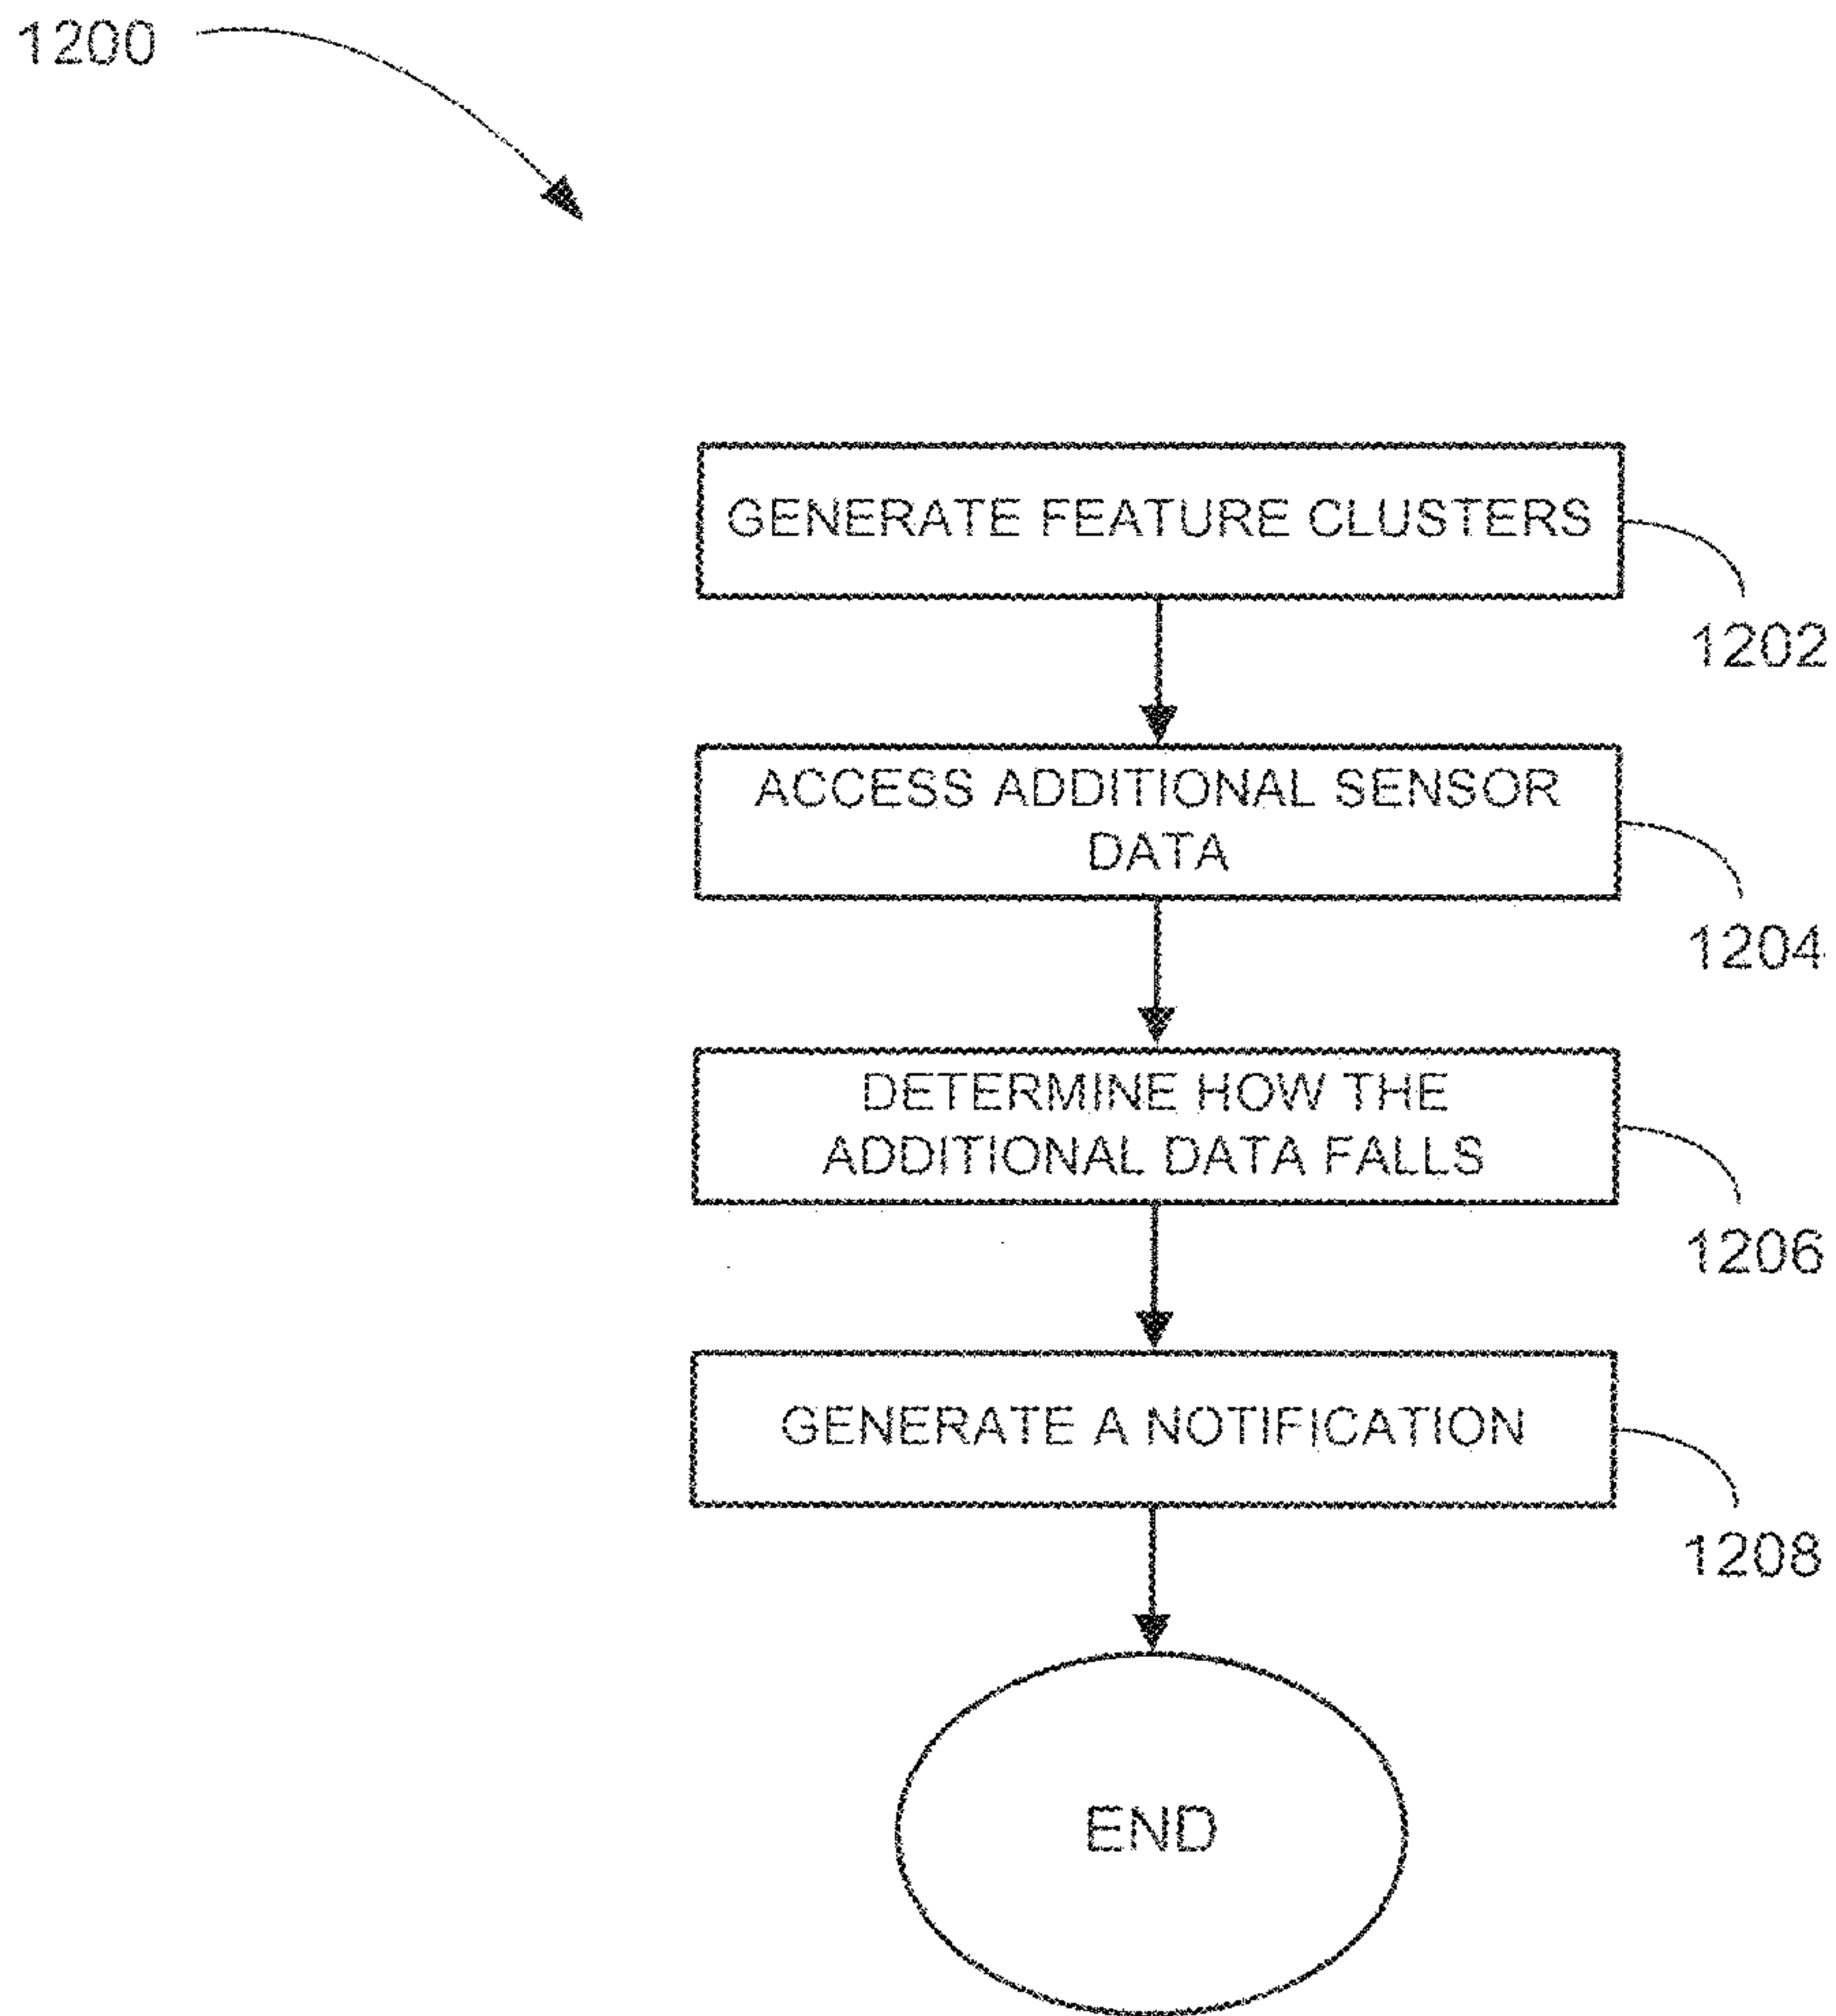 1200
GENERATE FEATURE CLUSTERS
1202
ACCESS ADDITIONAL SENSOR
DATA
1204
DETERMINE HOW THE
ADDITIONAL DATA FALLS
1206
GENERATE A NOTIFICATION
1208
END